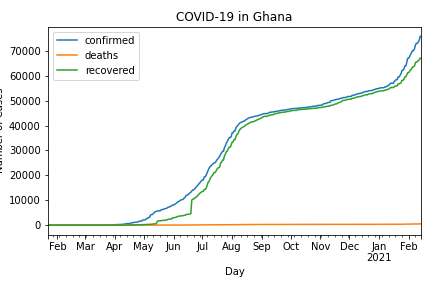 COVID-19 in Ghana
confirmed
deaths
recovered
70000
60000
50000
40000
30000
20000
10000
0
Feb Mar Apr May Jun Jul Aug Sep Oct Nov Dec Jan Feb
2021
Day